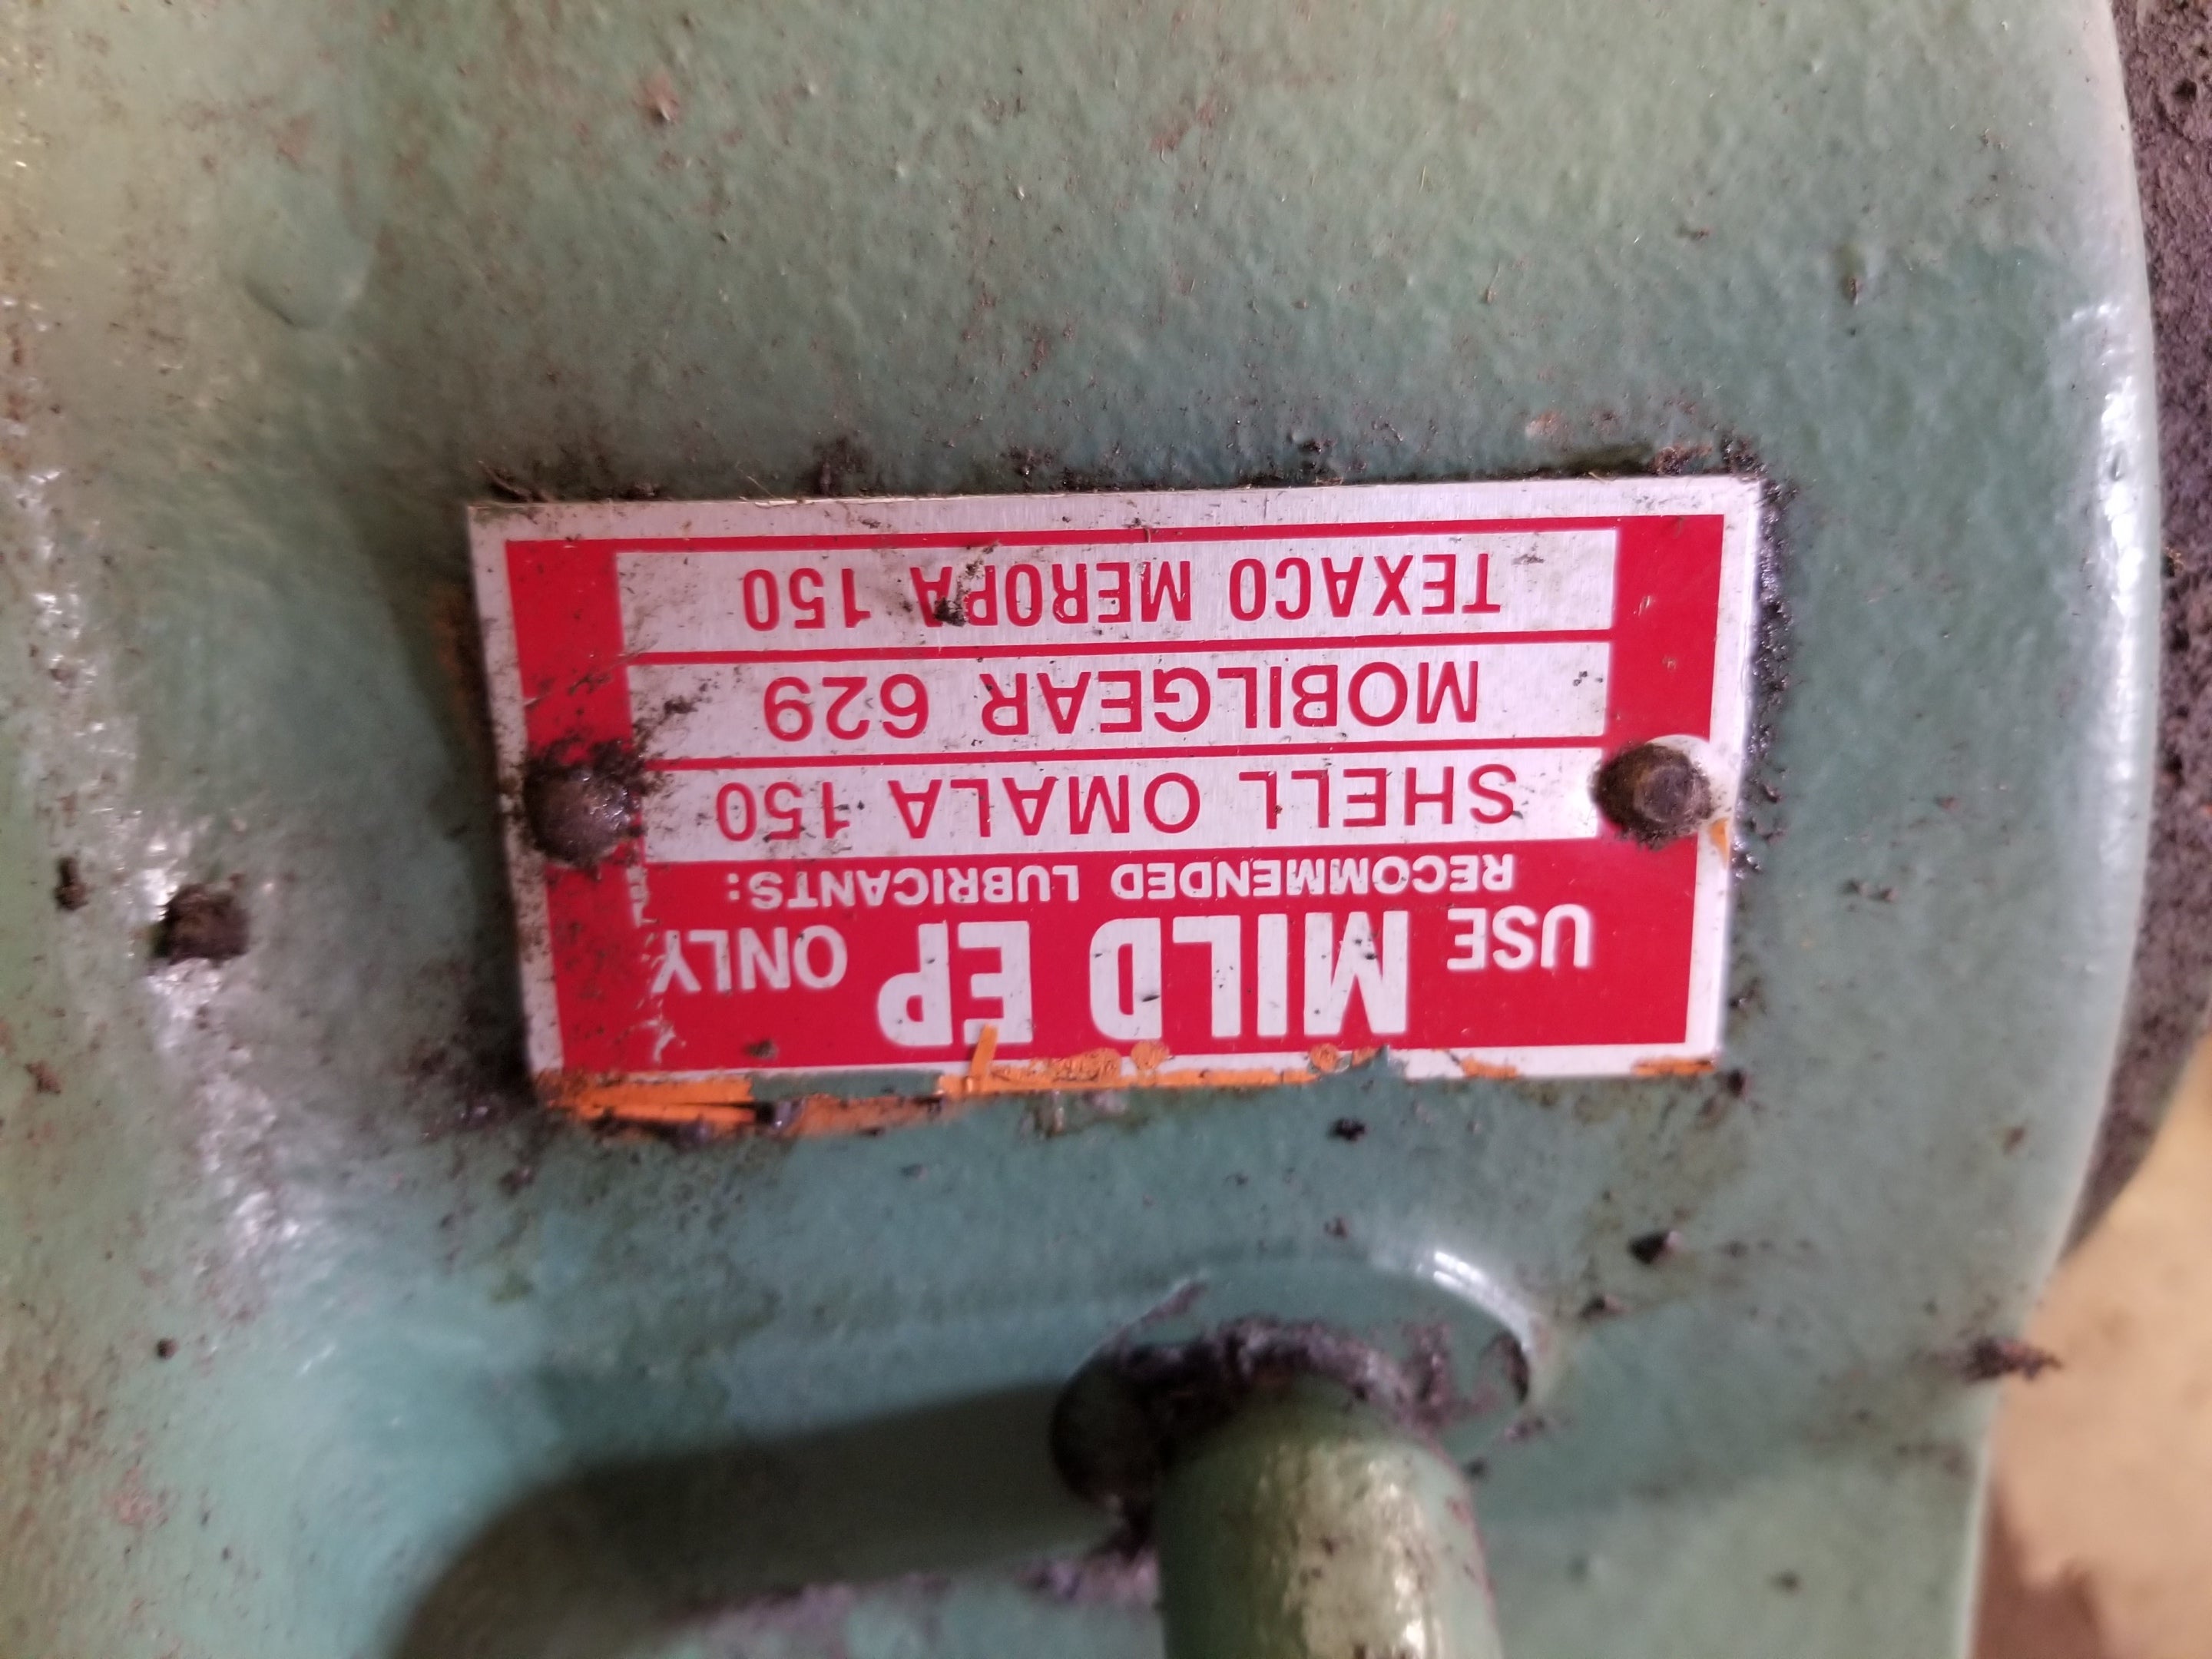 USE MILD EP ONLY
RECOMMENDED LUBRICANTS:
SHELL OMALA 150
MOBILGEAR 629
TEXACO MEROPA 150